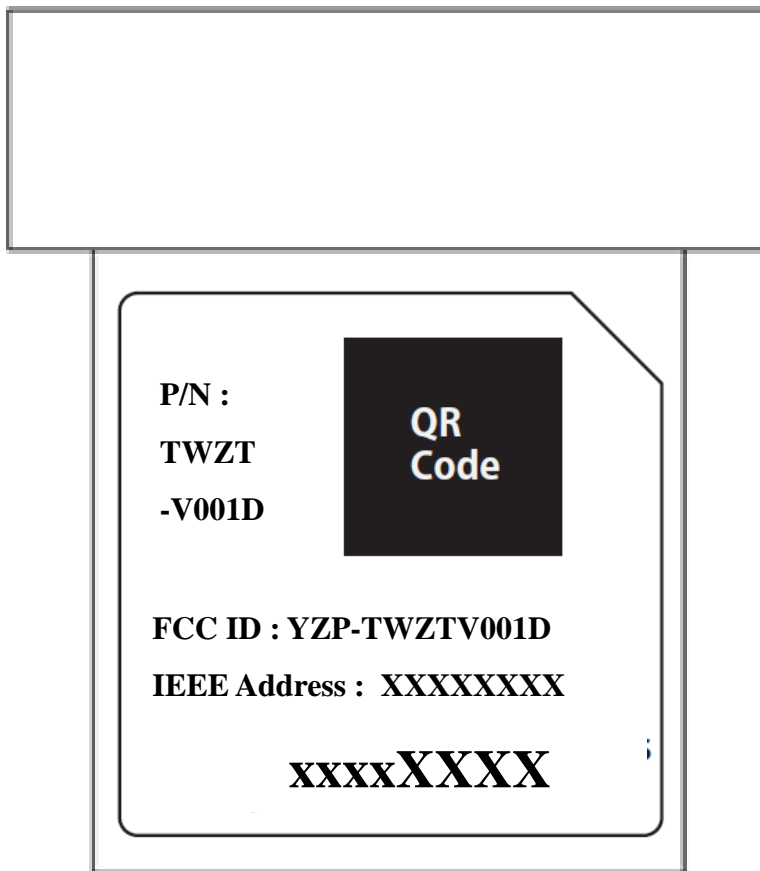 P/N :
TWZT
-V001D
QR
Code
FCC ID : YZP-TWZTV001D
IEEE Address : XXXXXXXX
xxxxXXXX